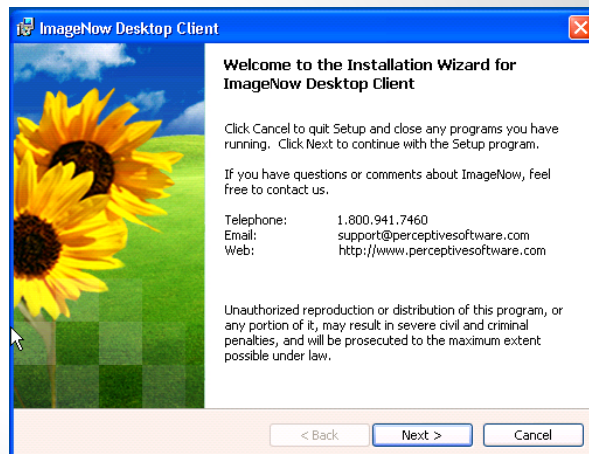 ImageNow Desktop Client
Welcome to the Installation Wizard for
ImageNow Desktop Client
Click Cancel to quit Setup and close any programs you have
running. Click Next to continue with the Setup program.
If you have questions or comments about ImageNow, feel
free to contact us.
Telephone: 1.800.941.7460
Email: support@perceptivesoftware.com
Web: http://www.perceptivesoftware.com
Unauthorized reproduction or distribution of this program, or
any portion of it, may result in severe civil and criminal
penalties, and will be prosecuted to the maximum extent
possible under law.
< Back Next > Cancel